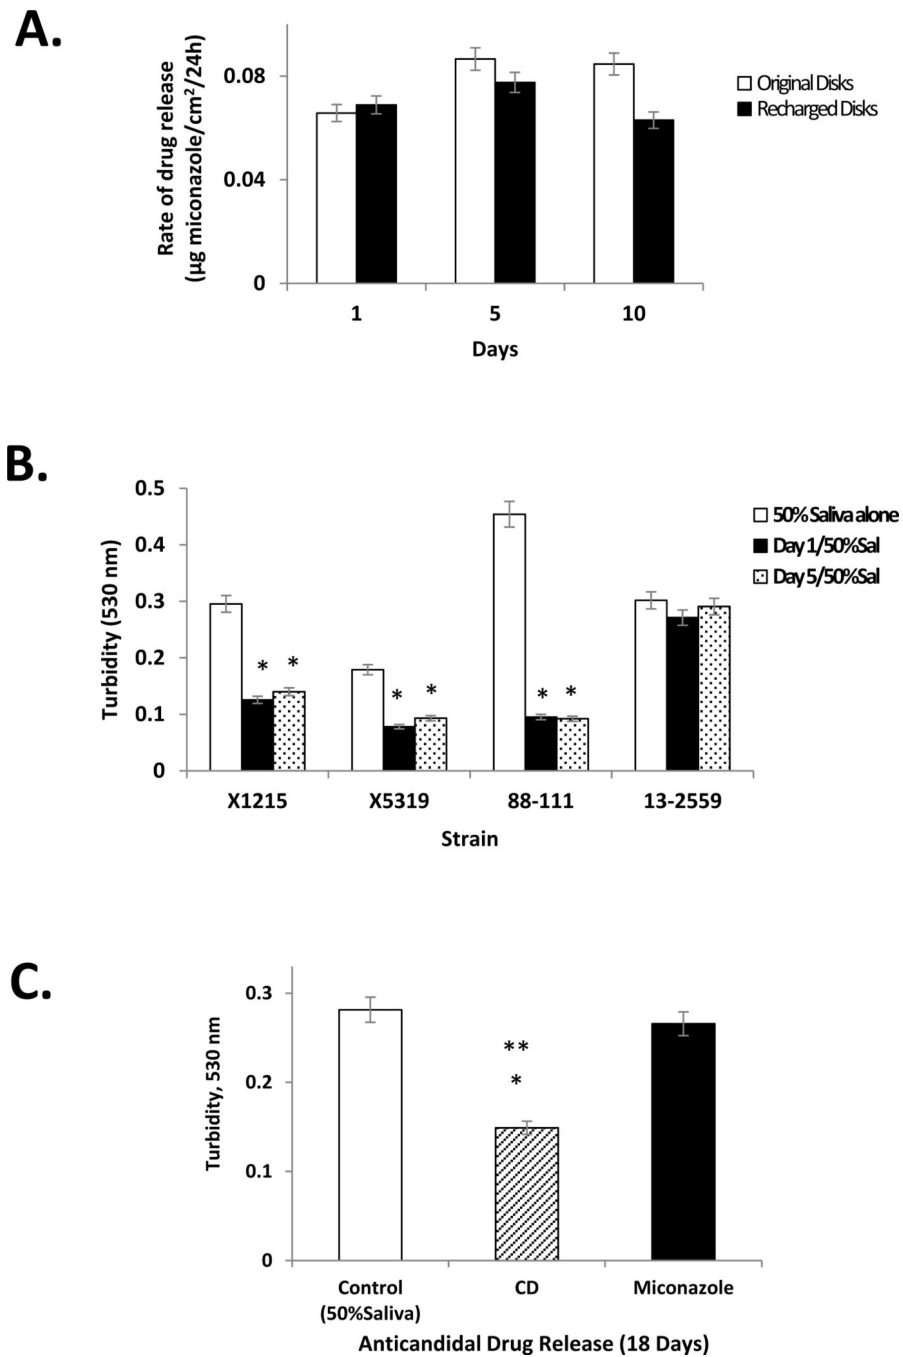 A.
Rate of drug release
(µg miconazole/cm²/24h)
0.08
0.04
0
1 5 10
Days
Original Disks
Recharged Disks
B.
Turbidity (530 nm)
0.5
0.4
0.3
0.2
0.1
0
* *
* *
* *
X1215 X5319 88-111 13-2559
Strain
50% Saliva alone
Day 1/50%Sal
Day 5/50%Sal
C.
Turbidity, 530 nm
0.3
0.2
0.1
0
**
*
Control CD Miconazole
(50%Saliva)
Anticandidal Drug Release (18 Days)